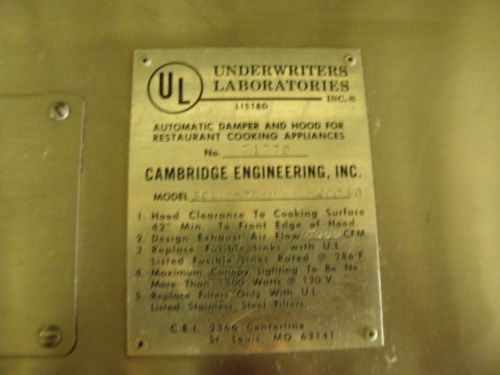 UL
UNDERWRITERS
LABORATORIES
INC.®
LISTED
AUTOMATIC DAMPER AND HOOD FOR
RESTAURANT COOKING APPLIANCES
No. 71770
CAMBRIDGE ENGINEERING, INC.
MODEL
1. Hood Clearance To Cooking Surface
42" Min. To Front Edge of Hood.
2. Design Exhaust Air Flow CFM
3. Replace Fusible Links with U.L.
Listed Fusible Links Rated @ 286 F
4. Maximum Canopy Lighting To Be No
More Than 1300 Watts @ 120 V.
5. Replace Filters Only With U.L.
Listed Stainless Steel Filters.
C.E.I. 2366 Centerline
St. Louis, MO 63141